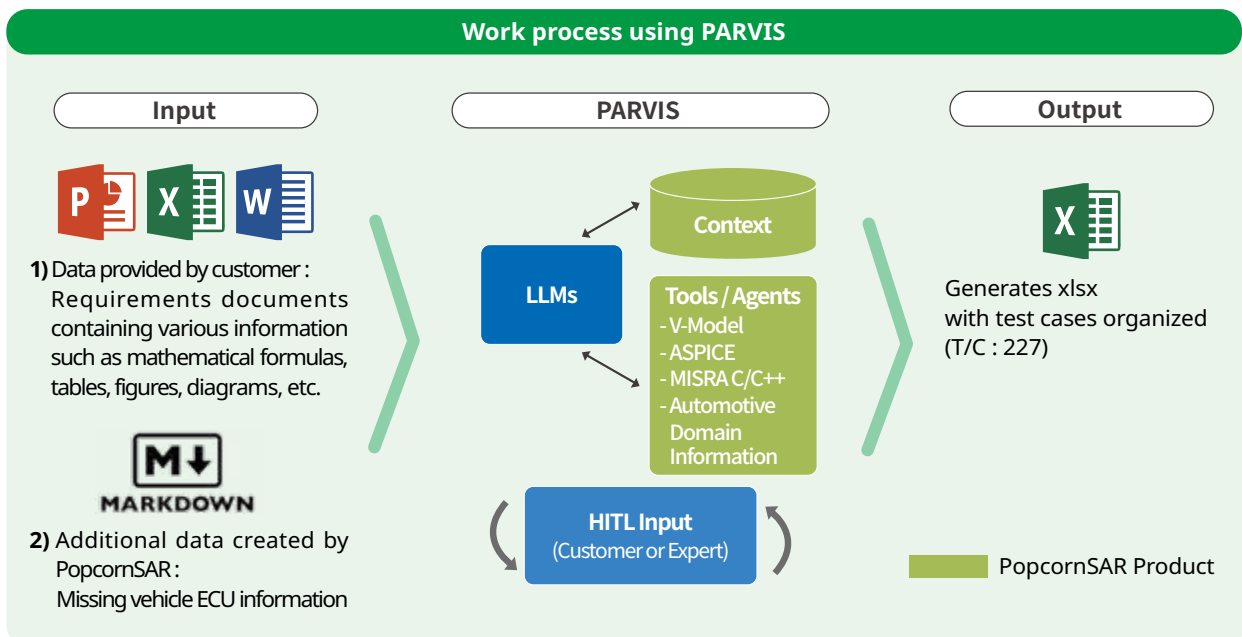 Work process using PARVIS
Input
P X W
1) Data provided by customer :
Requirements documents
containing various information
such as mathematical formulas,
tables, figures, diagrams, etc.
M
MARKDOWN
2) Additional data created by
PopcornSAR :
Missing vehicle ECU information
PARVIS
Context
LLMs
Tools / Agents
- V-Model
- ASPICE
- MISRA C/C++
- Automotive
Domain
Information
HITL Input
(Customer or Expert)
Output
X
Generates xlsx
with test cases organized
(T/C : 227)
PopcornSAR Product